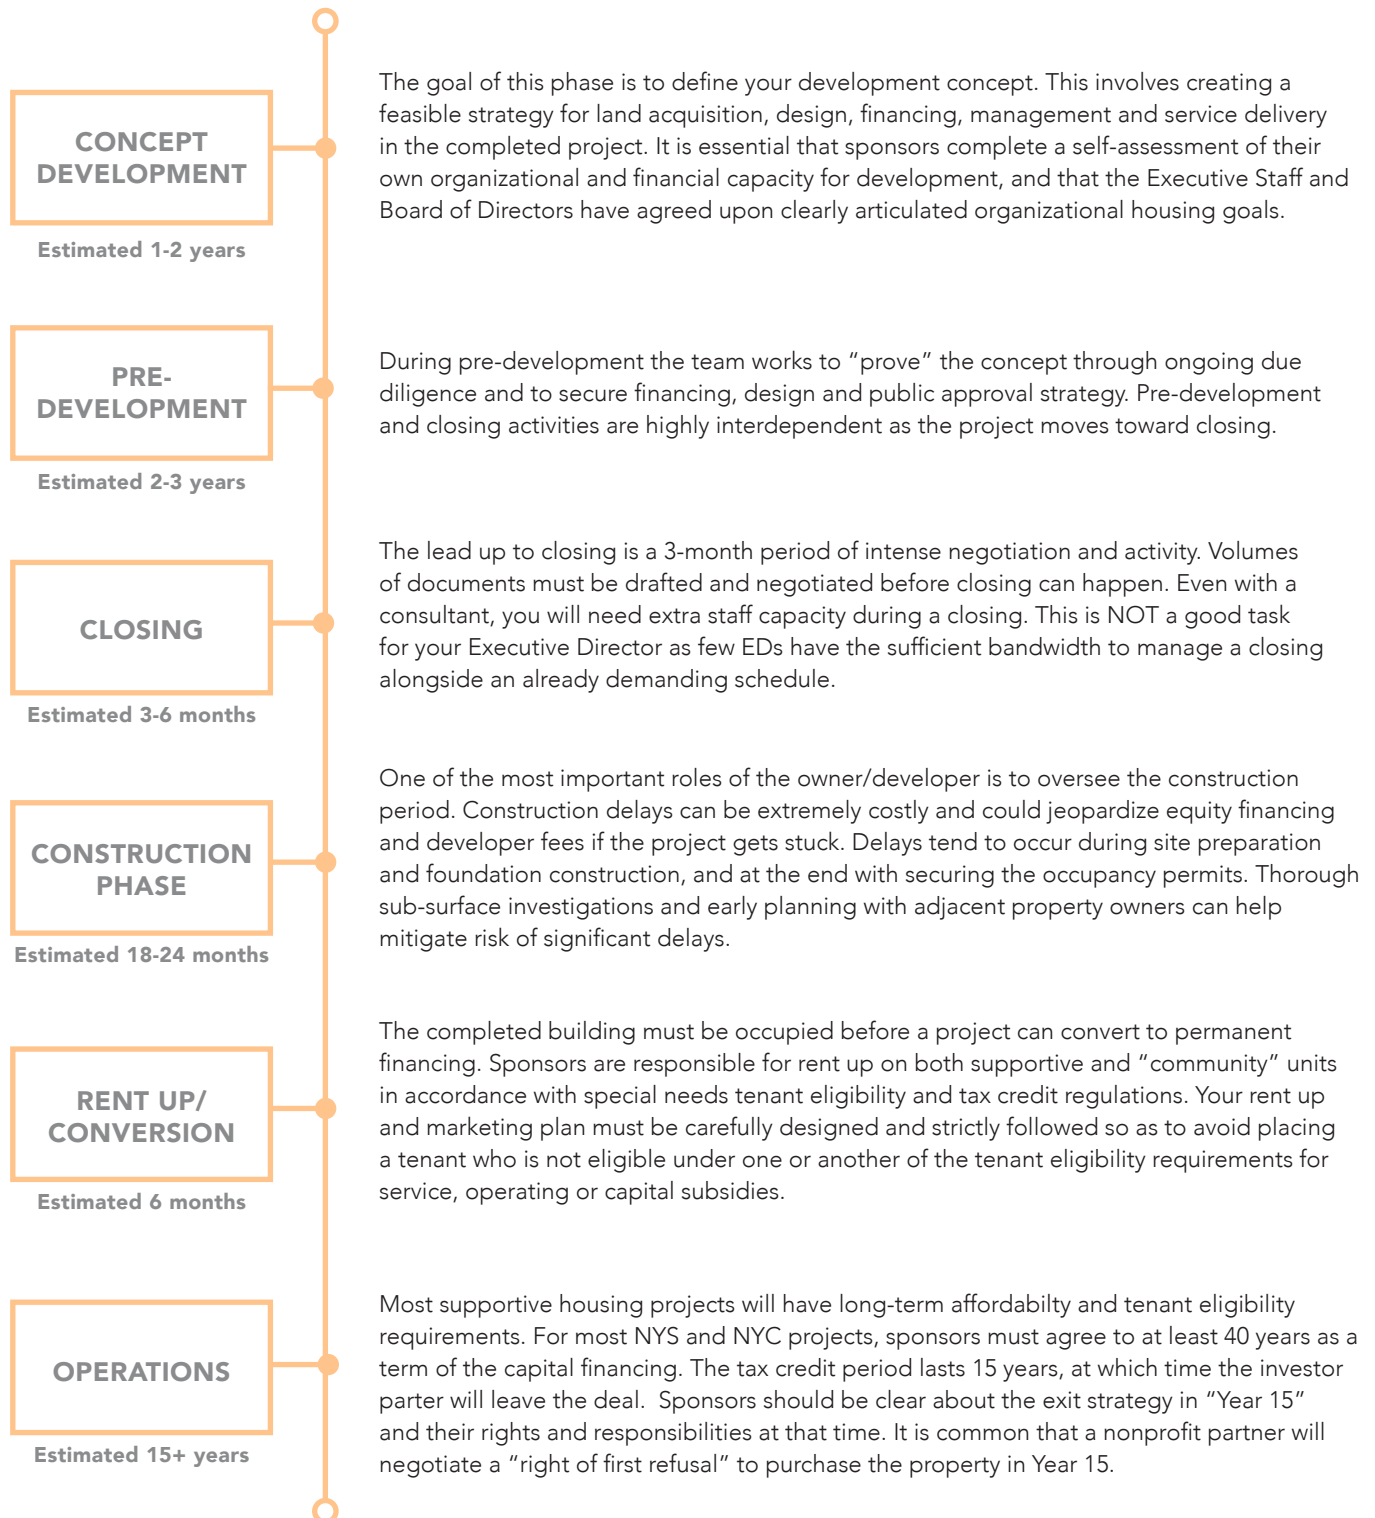 CONCEPT
DEVELOPMENT
Estimated 1-2 years
The goal of this phase is to define your development concept. This involves creating a
feasible strategy for land acquisition, design, financing, management and service delivery
in the completed project. It is essential that sponsors complete a self-assessment of their
own organizational and financial capacity for development, and that the Executive Staff and
Board of Directors have agreed upon clearly articulated organizational housing goals.
PRE-
DEVELOPMENT
Estimated 2-3 years
During pre-development the team works to “prove” the concept through ongoing due
diligence and to secure financing, design and public approval strategy. Pre-development
and closing activities are highly interdependent as the project moves toward closing.
CLOSING
Estimated 3-6 months
The lead up to closing is a 3-month period of intense negotiation and activity. Volumes
of documents must be drafted and negotiated before closing can happen. Even with a
consultant, you will need extra staff capacity during a closing. This is NOT a good task
for your Executive Director as few EDs have the sufficient bandwidth to manage a closing
alongside an already demanding schedule.
CONSTRUCTION
PHASE
Estimated 18-24 months
One of the most important roles of the owner/developer is to oversee the construction
period. Construction delays can be extremely costly and could jeopardize equity financing
and developer fees if the project gets stuck. Delays tend to occur during site preparation
and foundation construction, and at the end with securing the occupancy permits. Thorough
sub-surface investigations and early planning with adjacent property owners can help
mitigate risk of significant delays.
RENT UP/
CONVERSION
Estimated 6 months
The completed building must be occupied before a project can convert to permanent
financing. Sponsors are responsible for rent up on both supportive and “community” units
in accordance with special needs tenant eligibility and tax credit regulations. Your rent up
and marketing plan must be carefully designed and strictly followed so as to avoid placing
a tenant who is not eligible under one or another of the tenant eligibility requirements for
service, operating or capital subsidies.
OPERATIONS
Estimated 15+ years
Most supportive housing projects will have long-term affordabilty and tenant eligibility
requirements. For most NYS and NYC projects, sponsors must agree to at least 40 years as a
term of the capital financing. The tax credit period lasts 15 years, at which time the investor
parter will leave the deal.  Sponsors should be clear about the exit strategy in “Year 15”
and their rights and responsibilities at that time. It is common that a nonprofit partner will
negotiate a “right of first refusal” to purchase the property in Year 15.